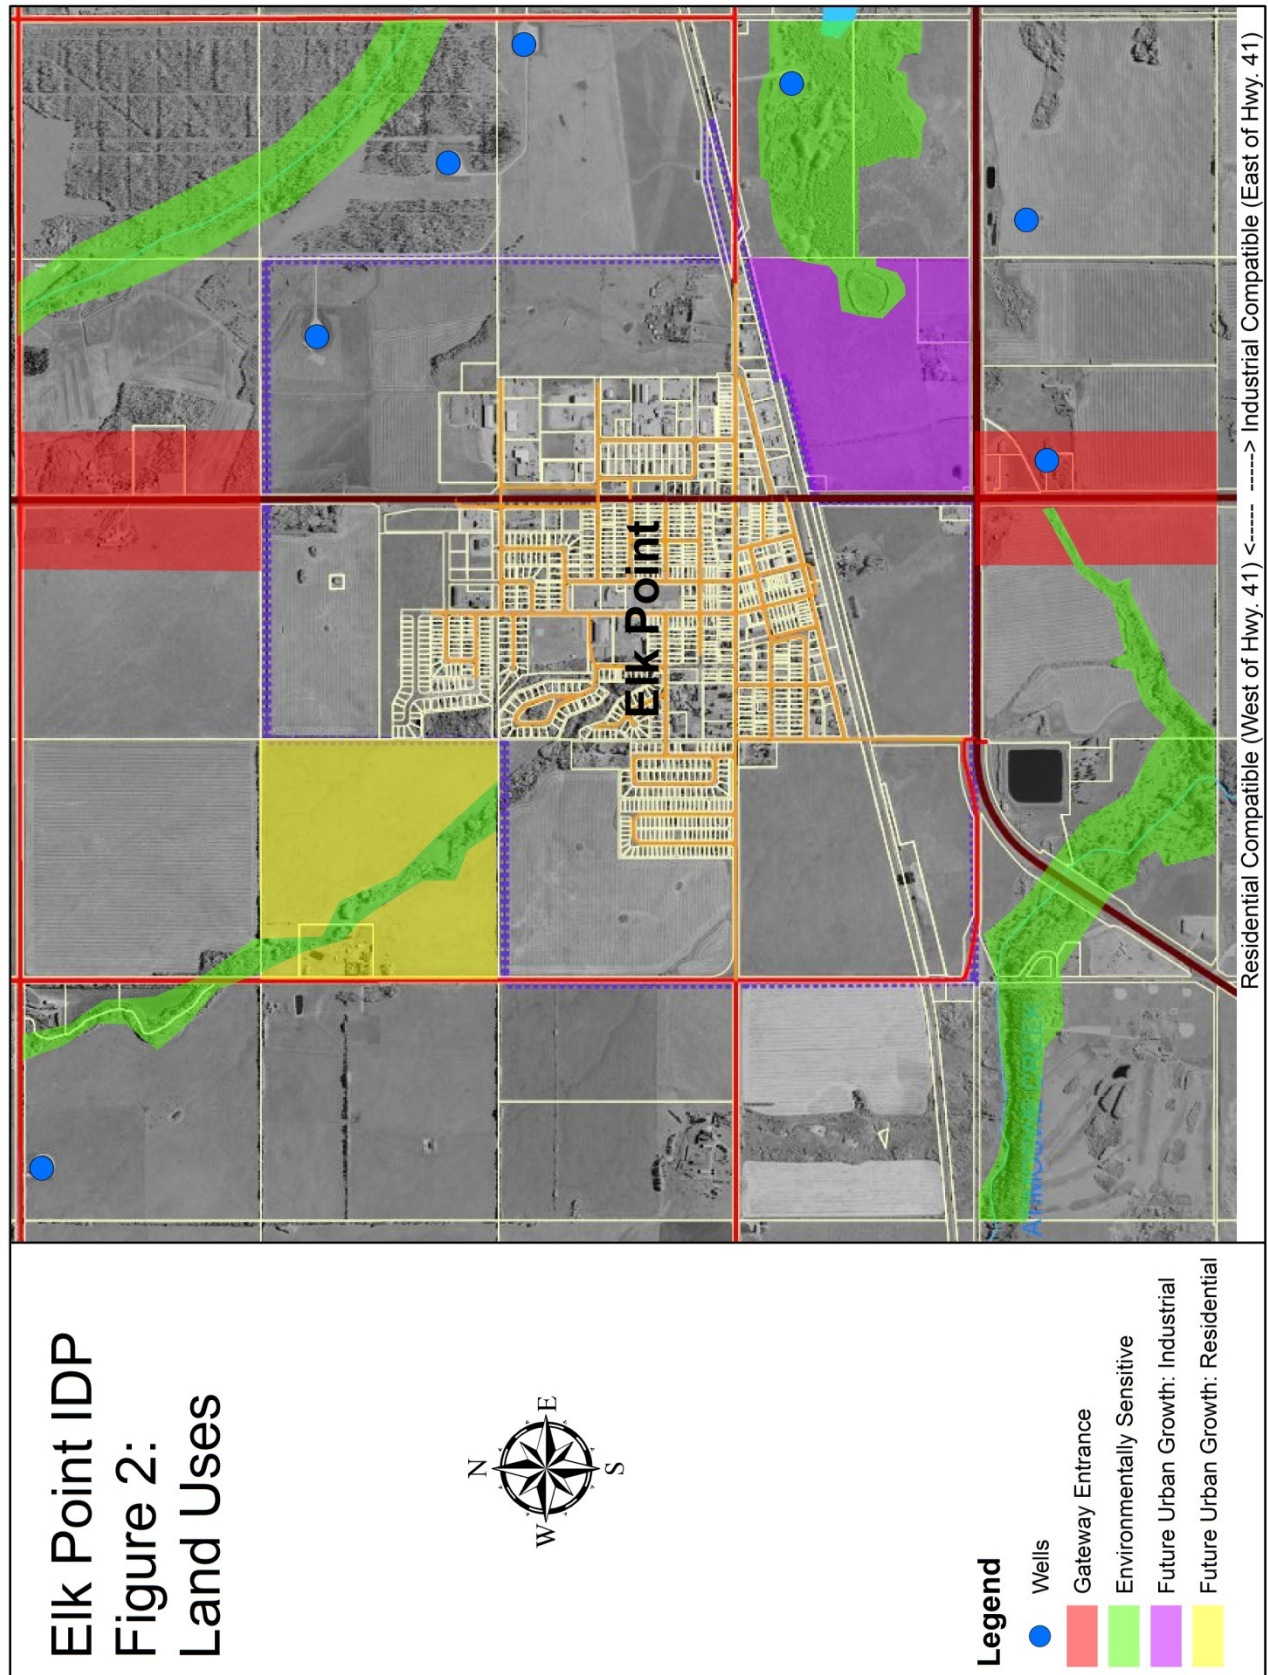 Elk Point IDP
Figure 2:
Land Uses
N
W
E
S
Legend
Wells
Gateway Entrance
Environmentally Sensitive
Future Urban Growth: Industrial
Future Urban Growth: Residential
Elk Point
Residential Compatible (West of Hwy. 41) <----- -----> Industrial Compatible (East of Hwy. 41)